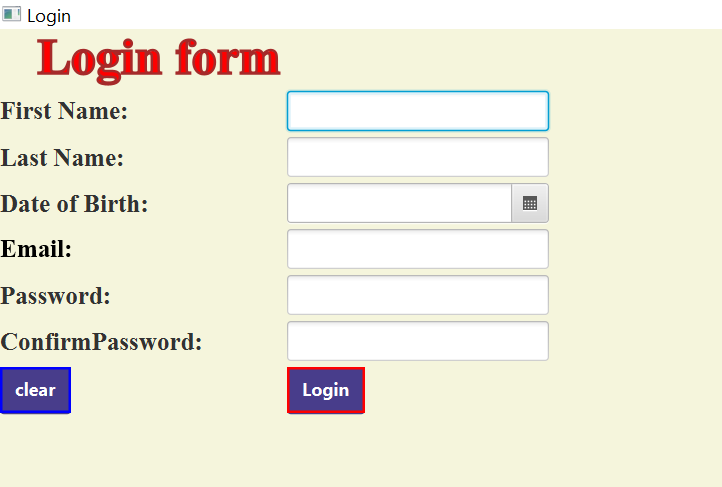 Login
Login form
First Name:
Last Name:
Date of Birth:
Email:
Password:
ConfirmPassword:
clear Login